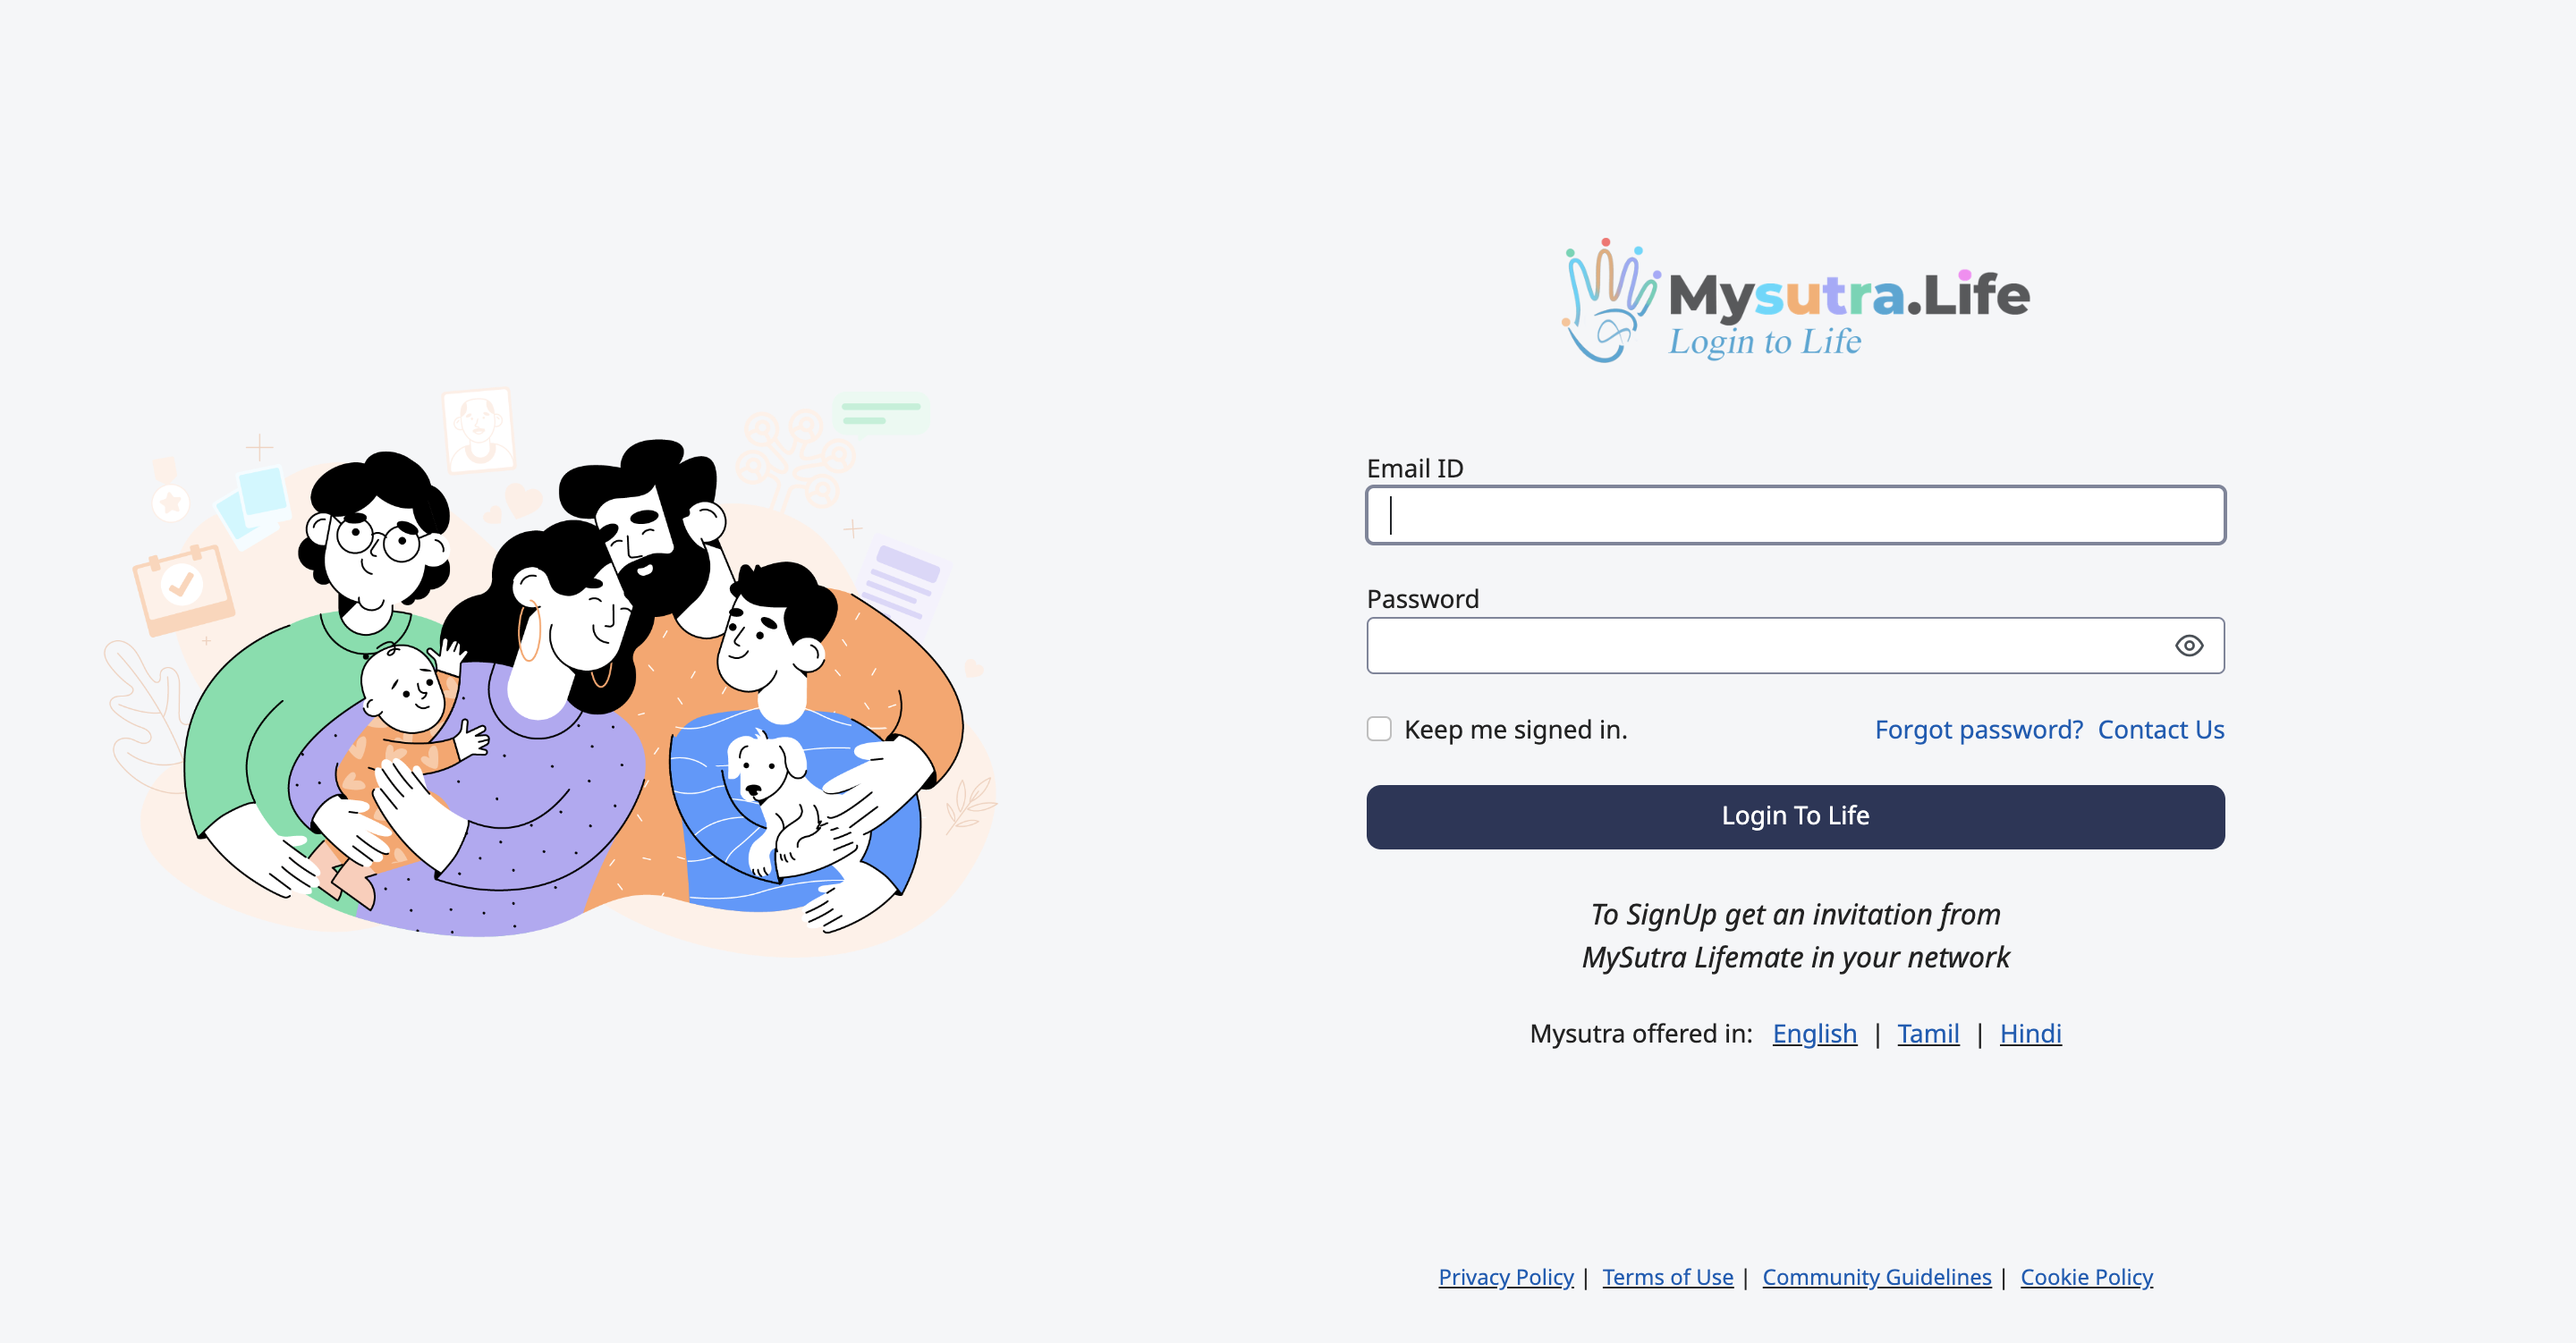 Mysutra.Life
Login to Life
Email ID
Password
Keep me signed in.
Forgot password? Contact Us
Login To Life
To SignUp get an invitation from
MySutra Lifemate in your network
Mysutra offered in: English | Tamil | Hindi
Privacy Policy | Terms of Use | Community Guidelines | Cookie Policy